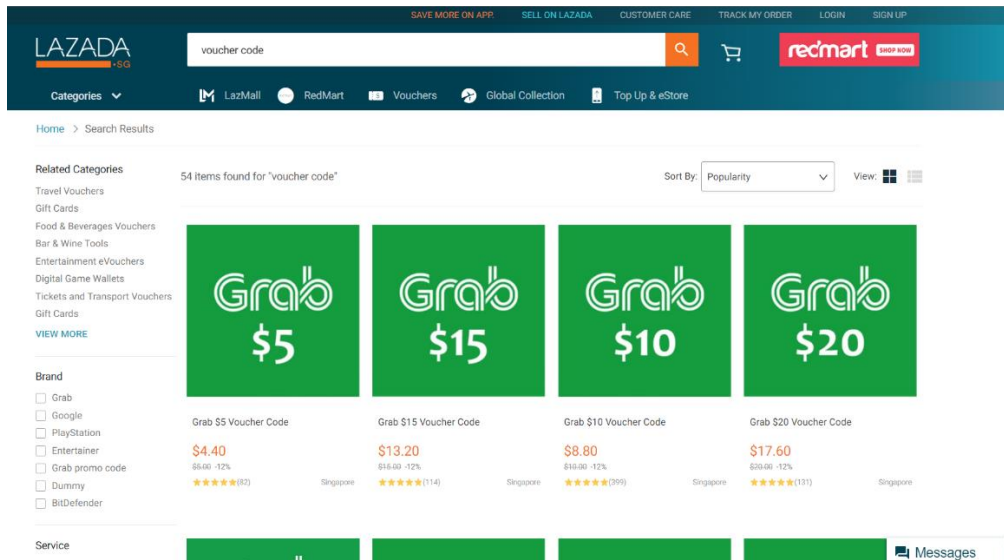 SAVE MORE ON APP. SELL ON LAZADA CUSTOMER CARE TRACK MY ORDER LOGIN SIGN UP
LAZADA
SG
voucher code
redmart SHOP NOW
Categories LazMall RedMart Vouchers Global Collection Top Up & eStore
Home > Search Results
Related Categories
Travel Vouchers
Gift Cards
Food & Beverages Vouchers
Bar & Wine Tools
Entertainment eVouchers
Digital Game Wallets
Tickets and Transport Vouchers
Gift Cards
VIEW MORE
Brand
Grab
Google
PlayStation
Entertainer
Grab promo code
Dummy
BitDefender
Service
54 items found for "voucher code"
Sort By: Popularity View:
Grab
$5
Grab $5 Voucher Code
$4.40
$5.00 -12%
(82) Singapore
Grab
$15
Grab $15 Voucher Code
$13.20
$15.00 -12%
(114) Singapore
Grab
$10
Grab $10 Voucher Code
$8.80
$10.00 -12%
(399) Singapore
Grab
$20
Grab $20 Voucher Code
$17.60
$20.00 -12%
(131) Singapore
Messages